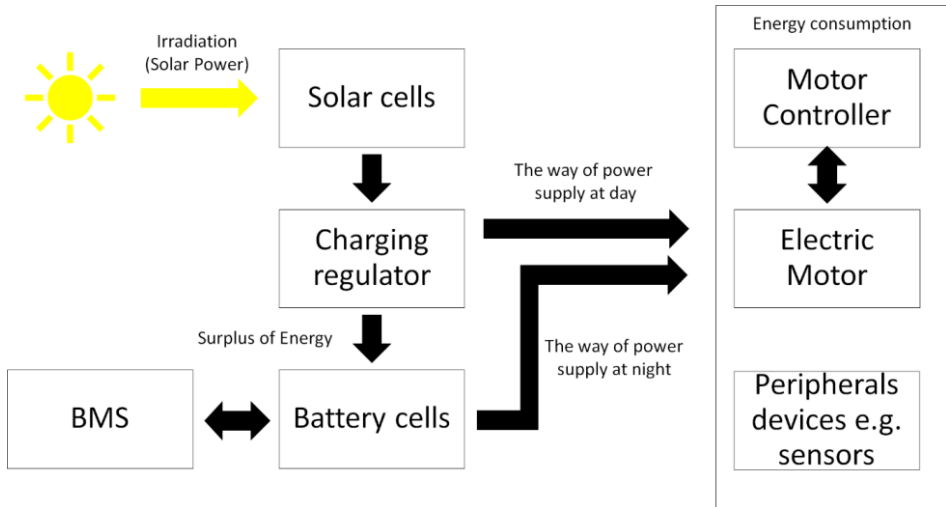 Energy consumption
Irradiation
(Solar Power)
Solar cells
Motor
Controller
The way of power
supply at day
Charging
regulator
Electric
Motor
Surplus of Energy
The way of power
supply at night
BMS
Battery cells
Peripherals
devices e.g.
sensors